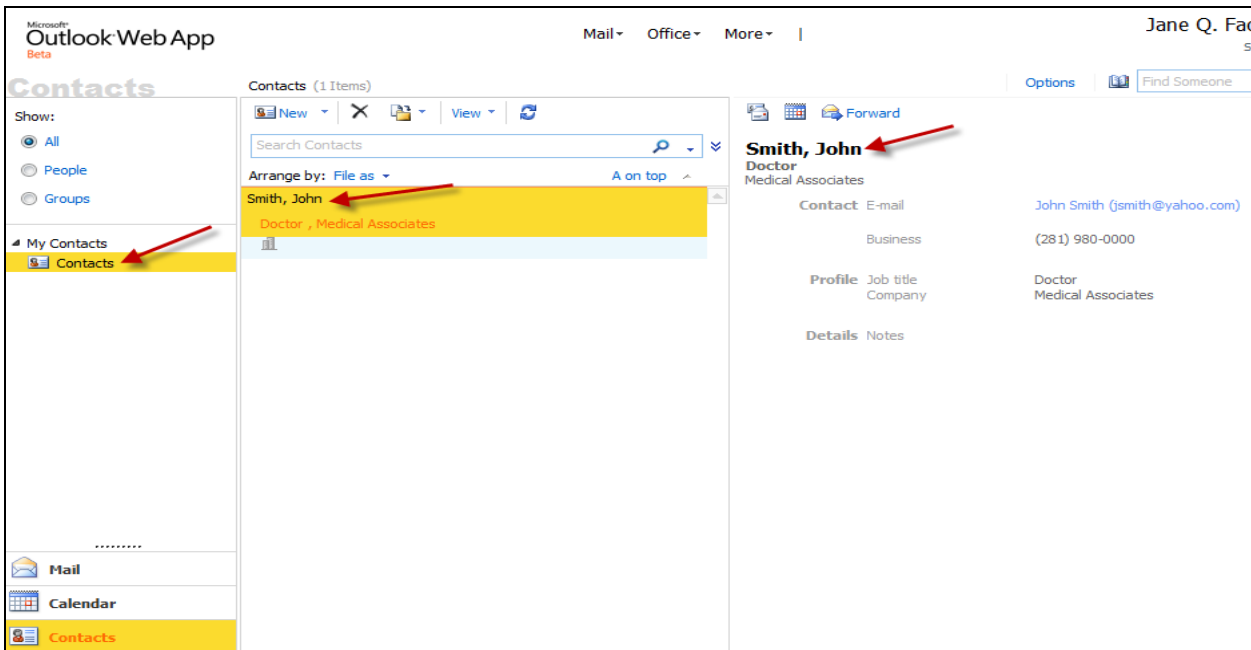 Microsoft
Outlook Web App
Beta
Mail Office More |
Jane Q. Fac
S
Contacts
Contacts (1 Items)
Options Find Someone
Show:
All
People
Groups
My Contacts
Contacts
New View
Search Contacts
Arrange by: File as A on top
Smith, John
Doctor , Medical Associates
Forward
Smith, John
Doctor
Medical Associates
Contact E-mail John Smith (jsmith@yahoo.com)
Business (281) 980-0000
Profile Job title Doctor
Company Medical Associates
Details Notes
Mail
Calendar
Contacts